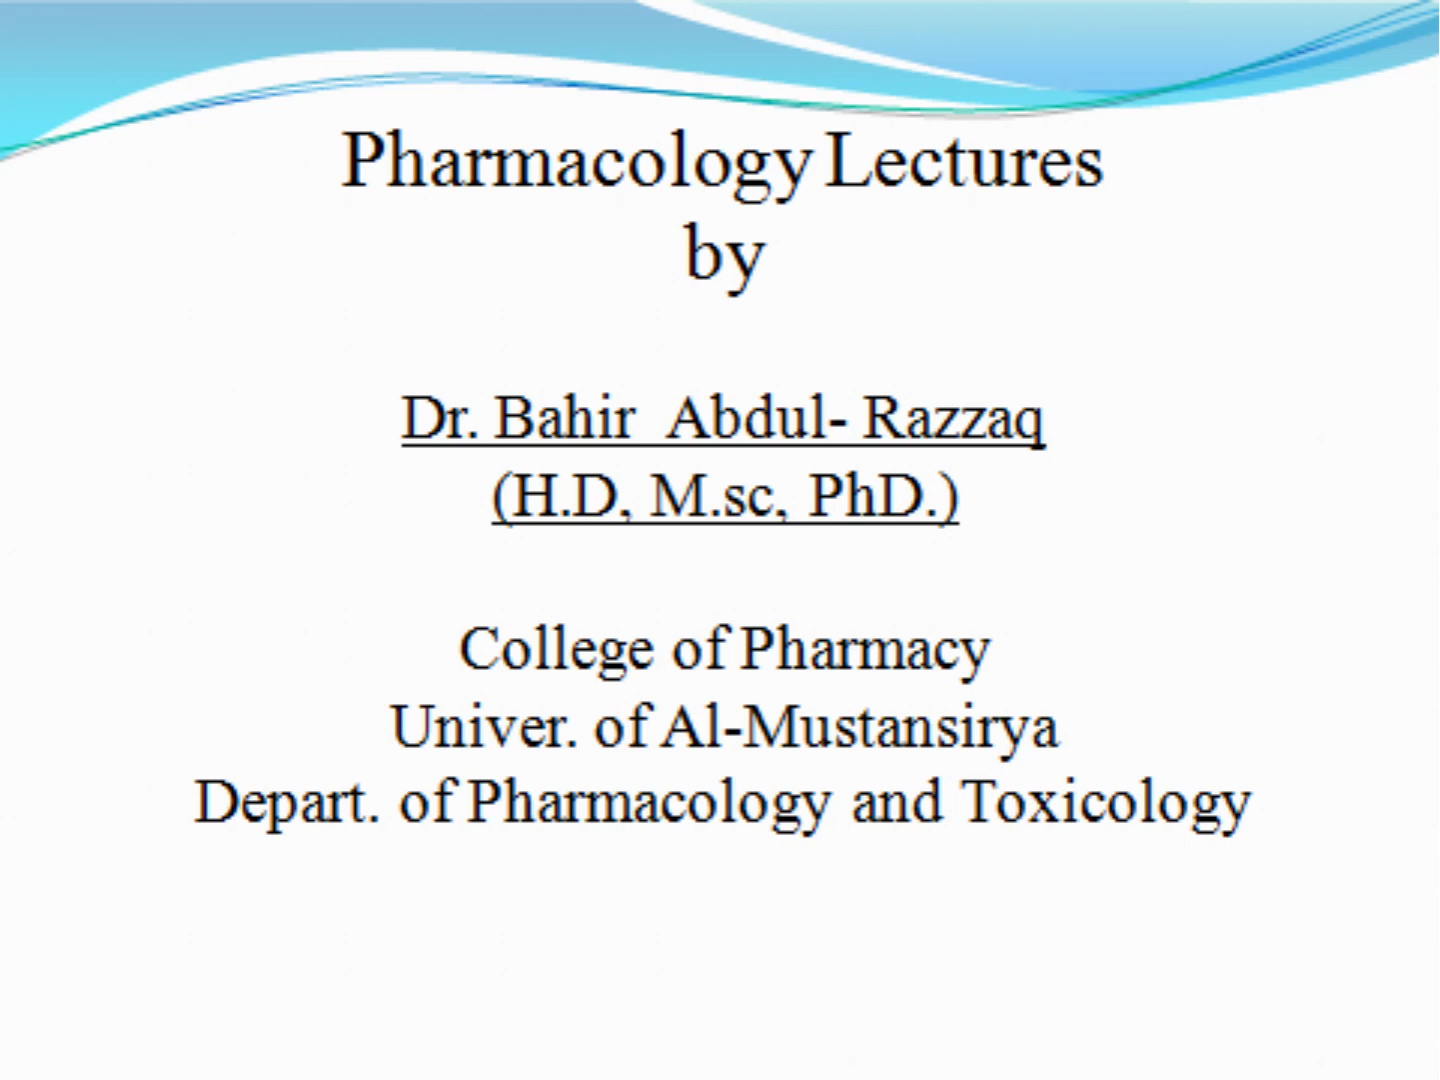 Pharmacology Lectures
by
Dr. Bahir Abdul- Razzaq
(H.D, M.sc, PhD.)
College of Pharmacy
Univer. of Al-Mustansirya
Depart. of Pharmacology and Toxicology